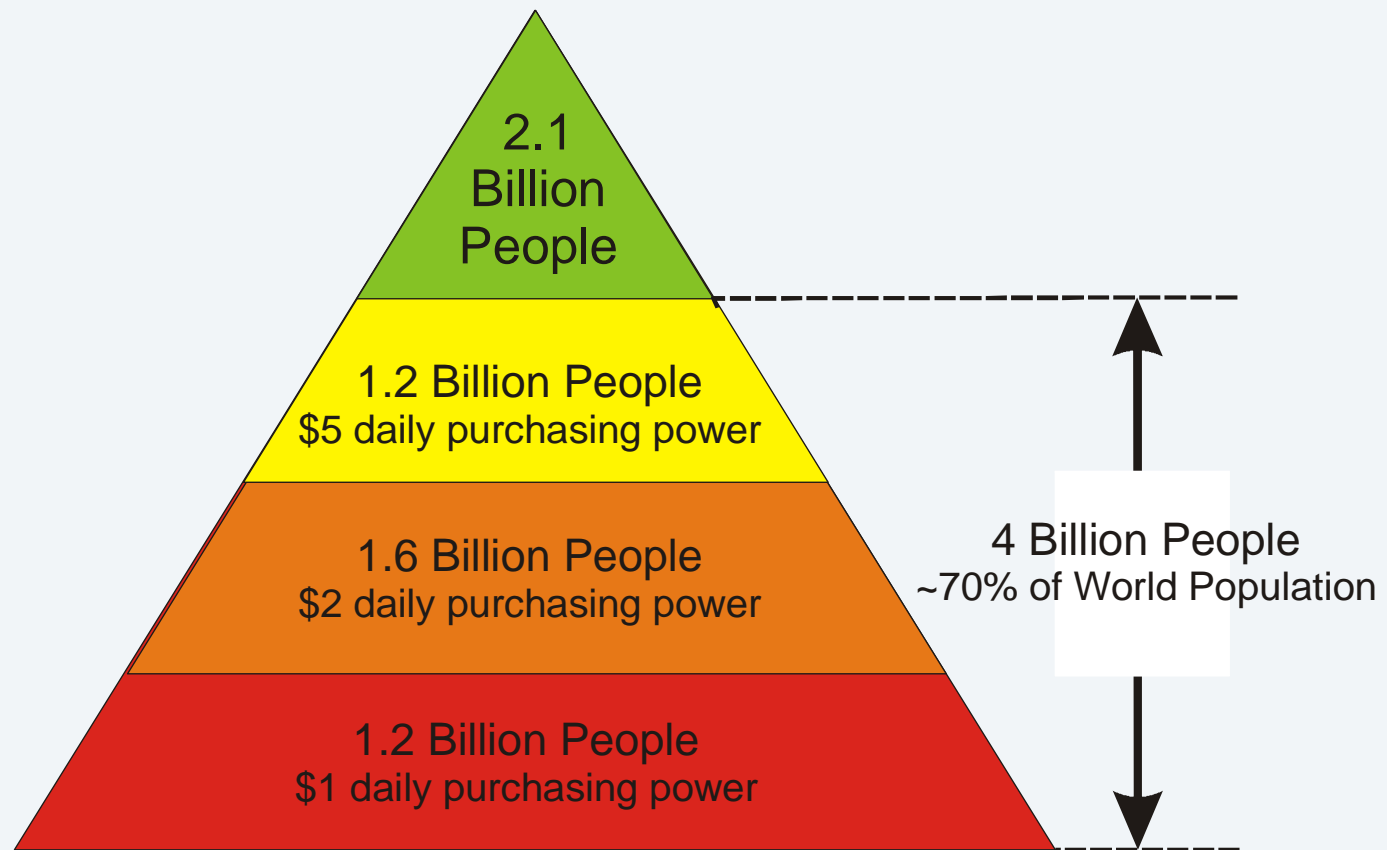 2.1
Billion
People
1.2 Billion People
$5 daily purchasing power
1.6 Billion People
$2 daily purchasing power
4 Billion People
~70% of World Population
1.2 Billion People
$1 daily purchasing power